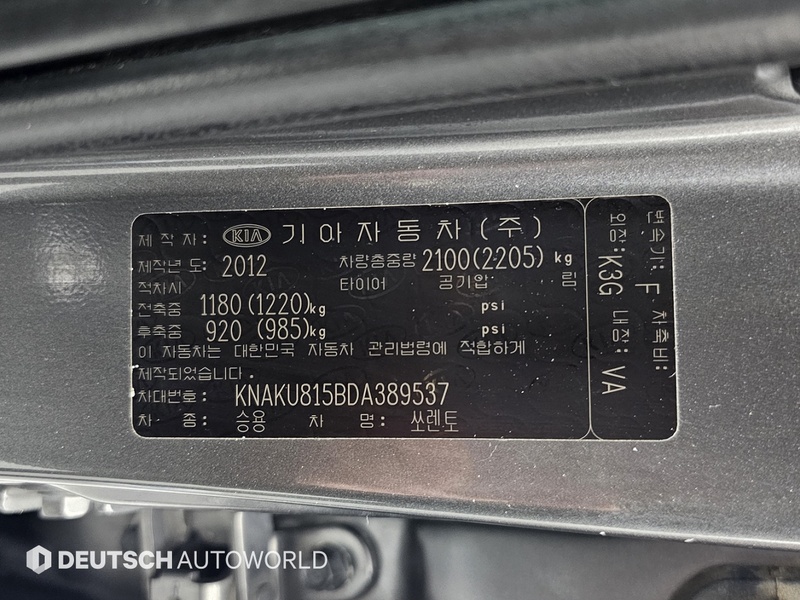 제 작 자: KIA 기아자동차(주)
제작년도: 2012 차량총중량 2100(2205) kg
적차시 타이어 공기압 림
전축중 1180 (1220)kg psi
후축중 920 (985)kg psi
이 자동차는 대한민국 자동차 관리법령에 적합하게
제작되었습니다.
차대번호: KNAKU815BDA389537
차 종: 승용 차 명: 쏘렌토
변속기: F 차축비:
외장: K3G 내장: VA
DEUTSCH AUTOWORLD